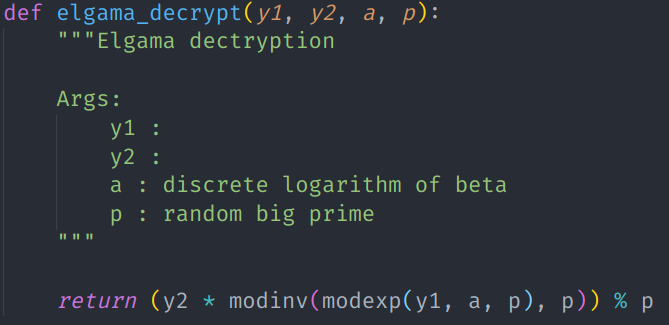 def elgama_decrypt(y1, y2, a, p):
    """Elgama dectryption

    Args:
        y1 :
        y2 :
        a : discrete logarithm of beta
        p : random big prime
    """

    return (y2 * modinv(modexp(y1, a, p), p)) % p